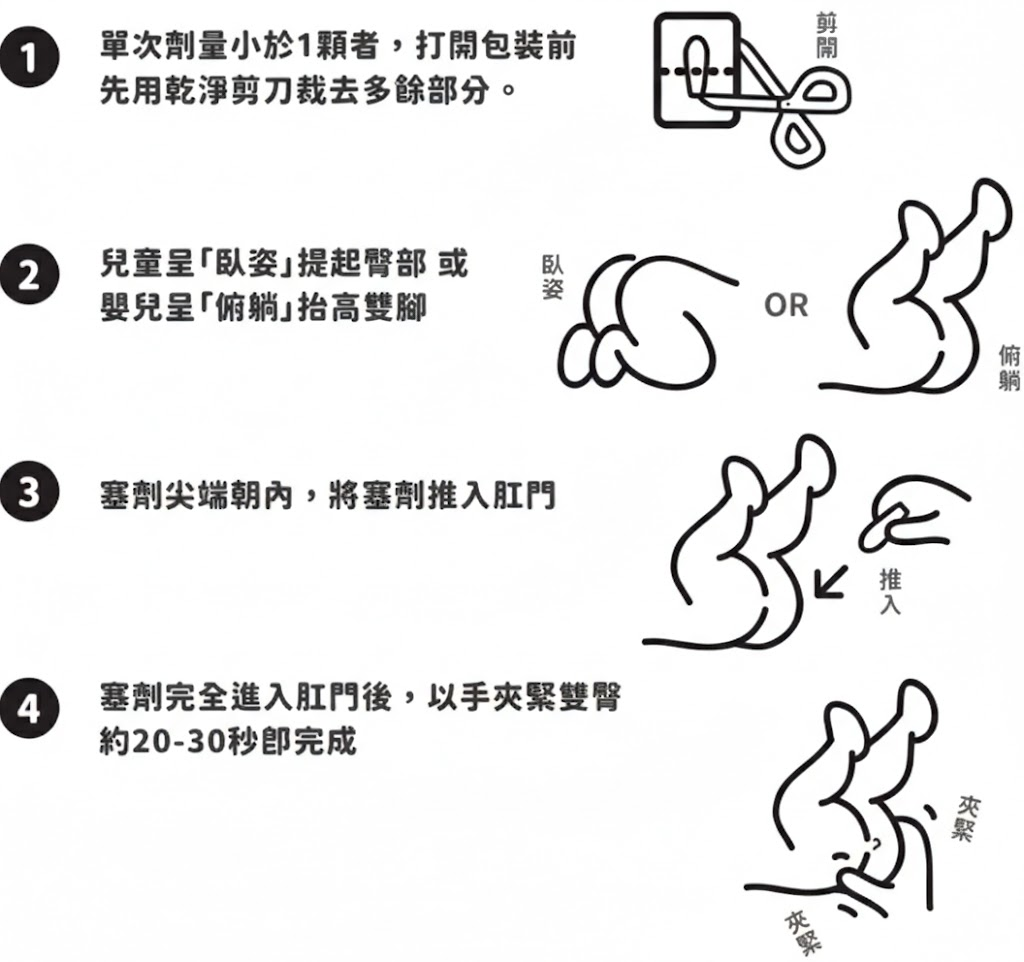 1
單次劑量小於1顆者，打開包裝前
先用乾淨剪刀裁去多餘部分。
剪開
2
兒童呈「臥姿」提起臀部 或
嬰兒呈「俯躺」抬高雙腳
臥姿
OR
俯躺
3
塞劑尖端朝內，將塞劑推入肛門
推入
4
塞劑完全進入肛門後，以手夾緊雙臀
約20-30秒即完成
夾緊
夾緊